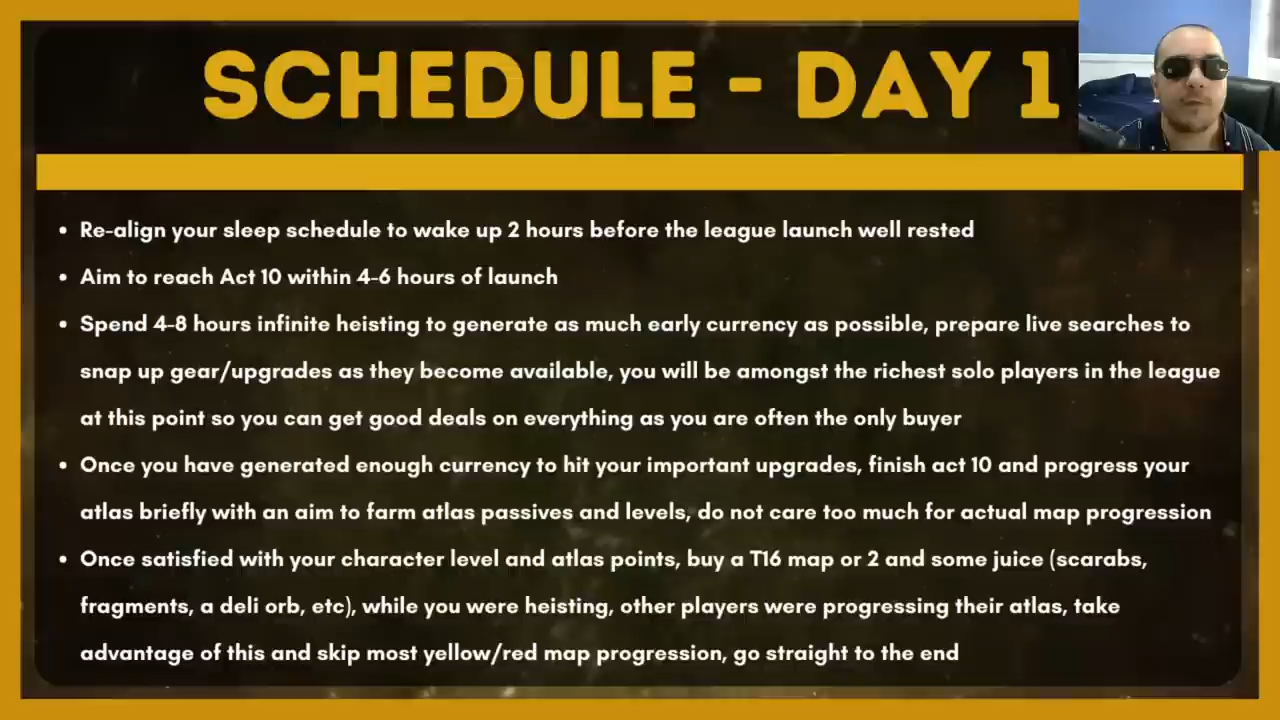 SCHEDULE - DAY 1
• Re-align your sleep schedule to wake up 2 hours before the league launch well rested
• Aim to reach Act 10 within 4-6 hours of launch
• Spend 4-8 hours infinite heisting to generate as much early currency as possible, prepare live searches to
snap up gear/upgrades as they become available, you will be amongst the richest solo players in the league
at this point so you can get good deals on everything as you are often the only buyer
• Once you have generated enough currency to hit your important upgrades, finish act 10 and progress your
atlas briefly with an aim to farm atlas passives and levels, do not care too much for actual map progression
• Once satisfied with your character level and atlas points, buy a T16 map or 2 and some juice (scarabs,
fragments, a deli orb, etc), while you were heisting, other players were progressing their atlas, take
advantage of this and skip most yellow/red map progression, go straight to the end